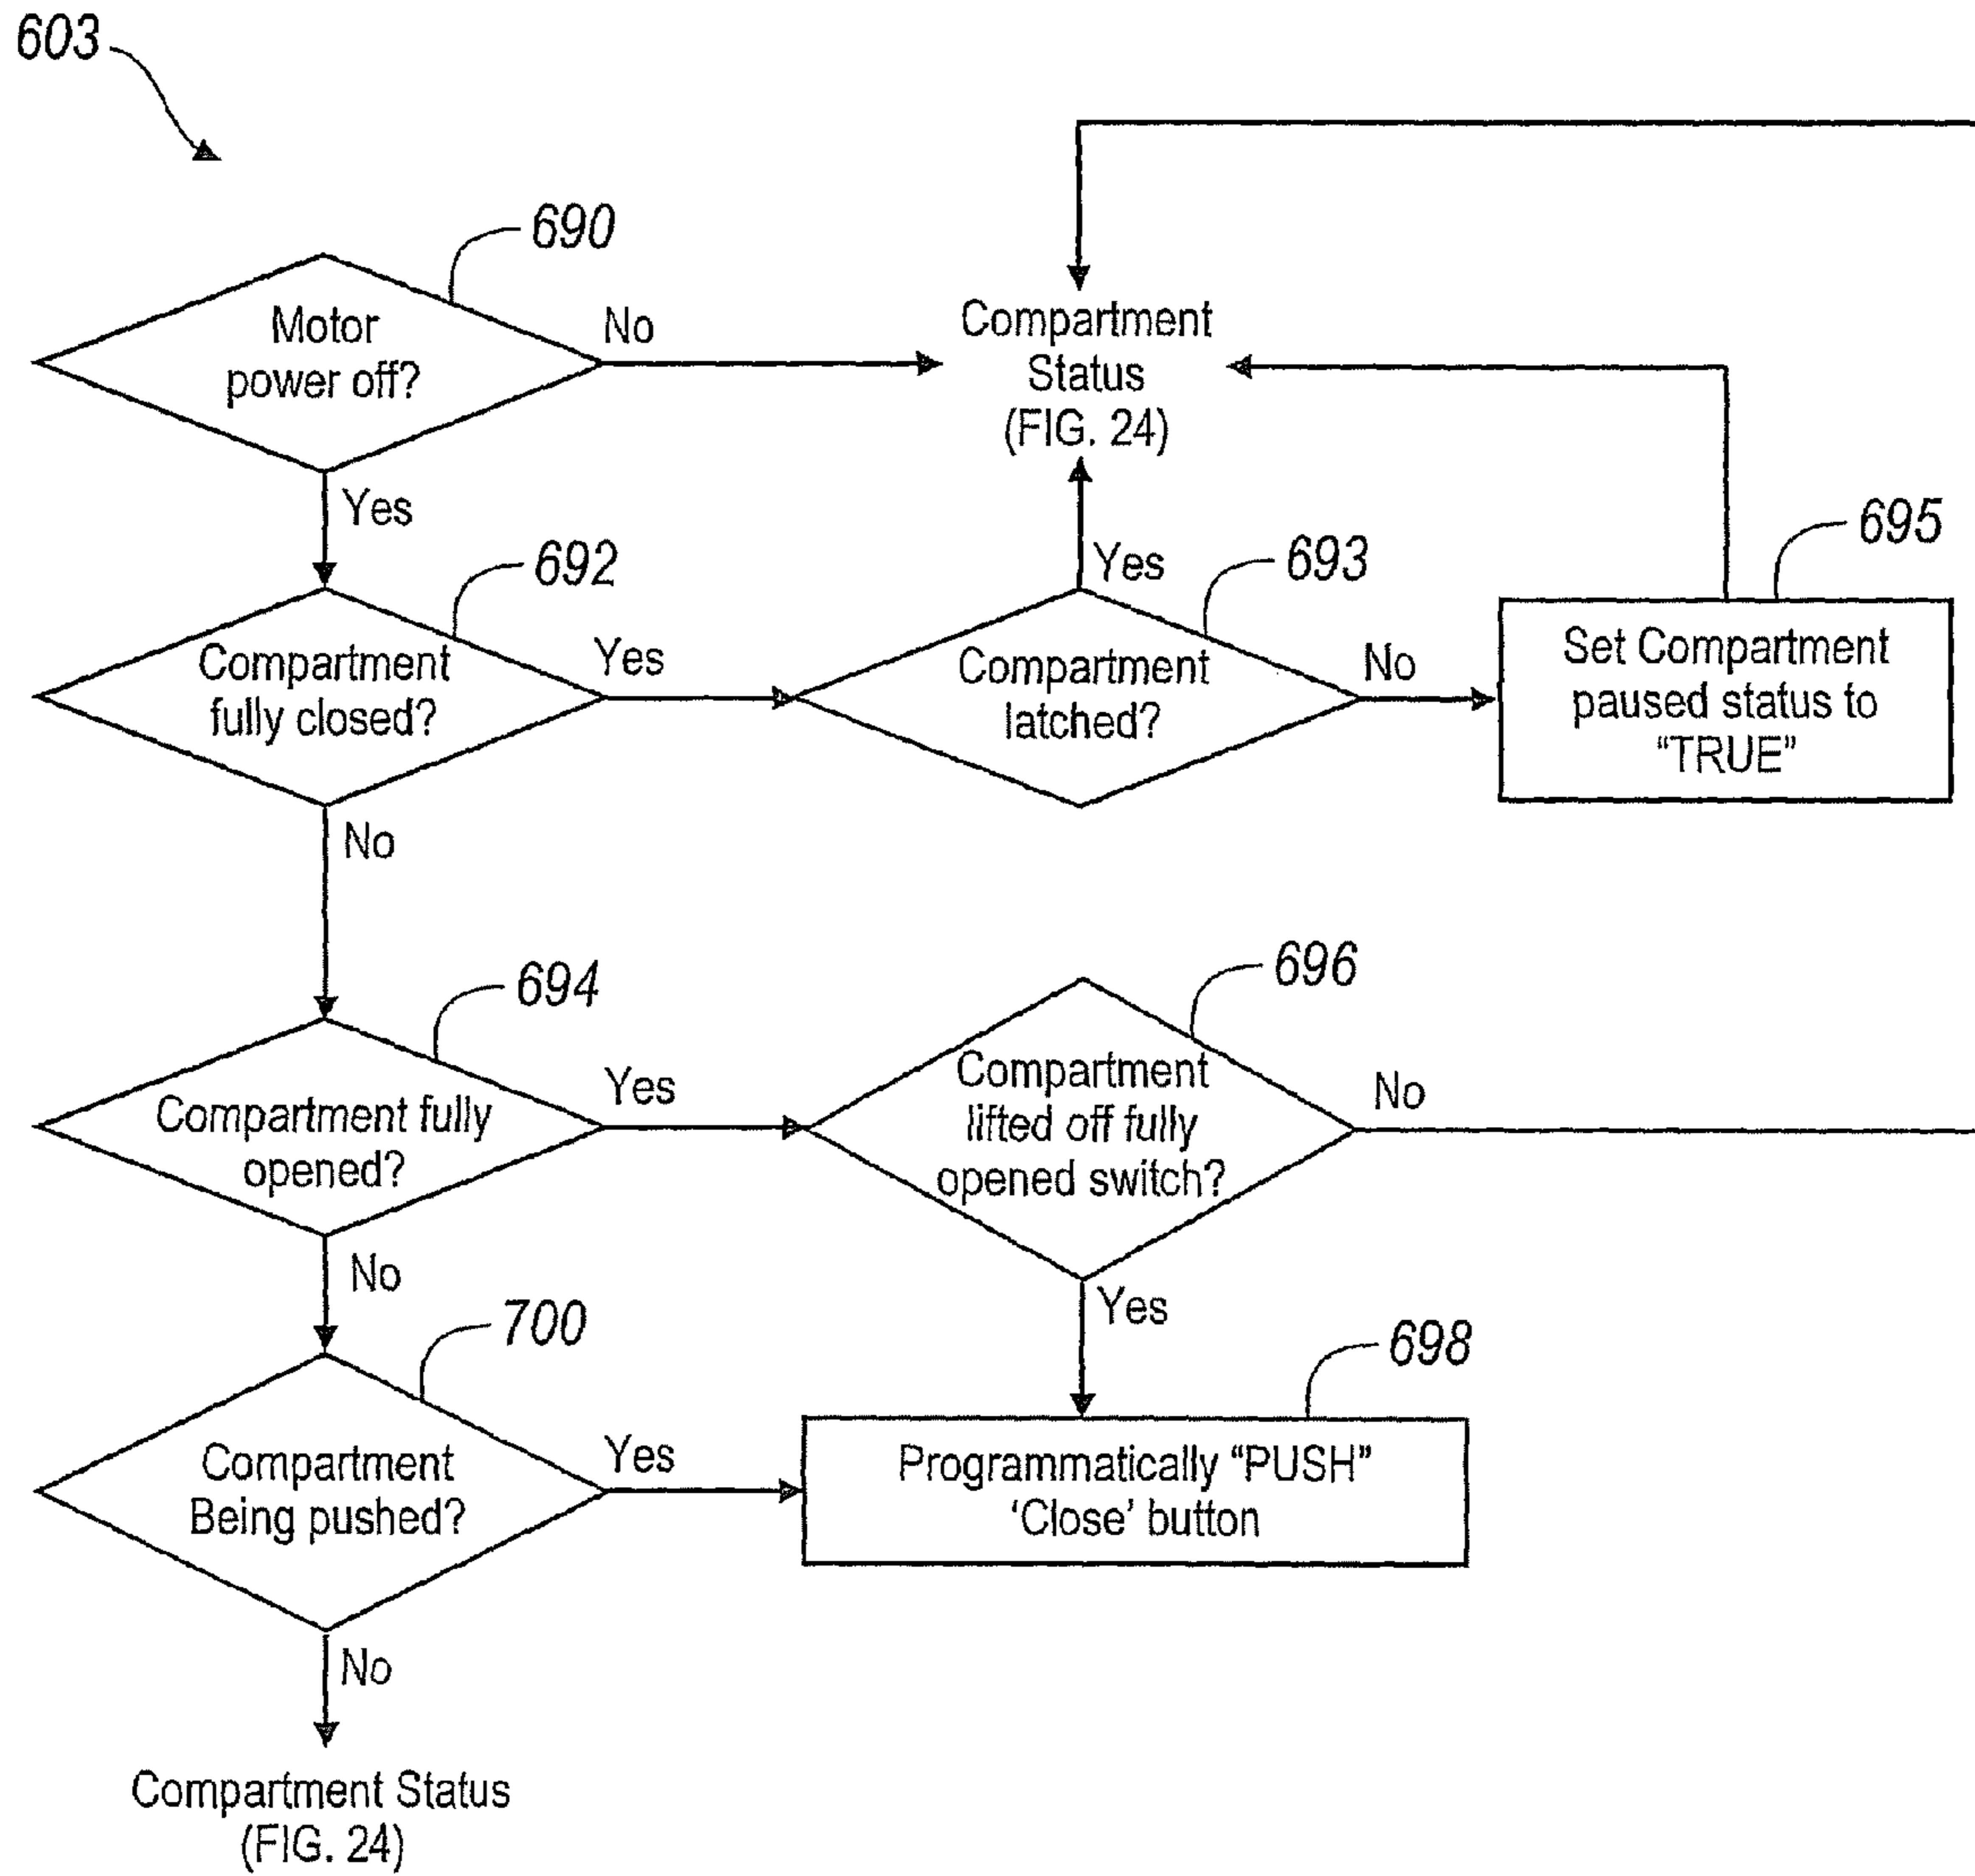 603
690
Motor
power off?
No
Compartment
Status
(FIG. 24)
Yes
692
Compartment
fully closed?
Yes
Yes
693
Compartment
latched?
No
695
Set Compartment
paused status to
“TRUE”
No
694
Compartment fully
opened?
Yes
696
Compartment
lifted off fully
opened switch?
No
No
Yes
700
Compartment
Being pushed?
Yes
698
Programmatically “PUSH”
‘Close’ button
No
Compartment Status
(FIG. 24)